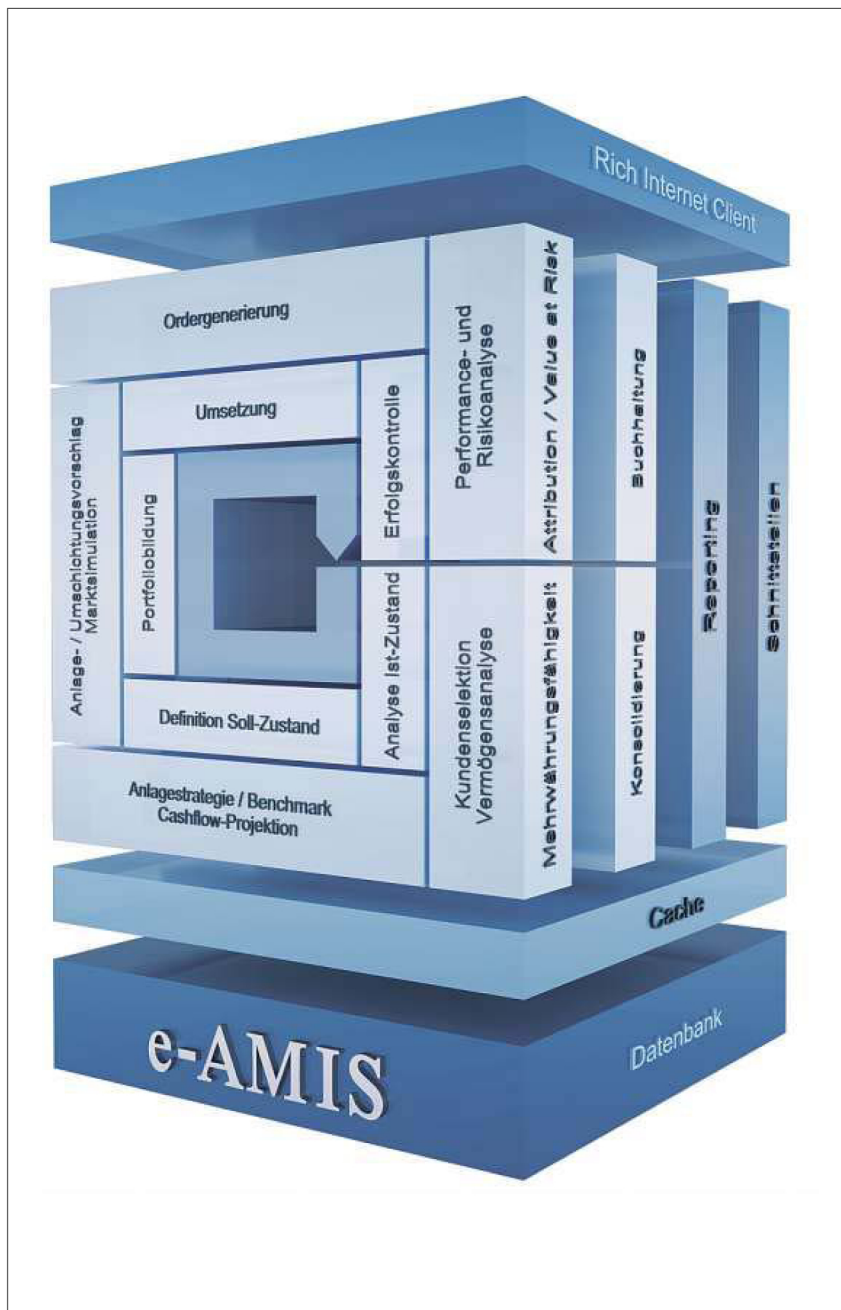 Rich Internet Client
Ordergenerierung
Umsetzung
Anlage- / Umschichtungsvorschlag
Marktsimulation
Portfoliobildung
Erfolgskontrolle
Analyse Ist-Zustand
Definition Soll-Zustand
Anlagestrategie / Benchmark
Cashflow-Projektion
Performance- und
Risikoanalyse
Kundenselektion
Vermögensanalyse
Attribution / Value at Risk
Mehrwährungsfähigkeit
Buchhaltung
Konsolidierung
Reporting
Schnittstellen
Cache
Datenbank
e-AMIS